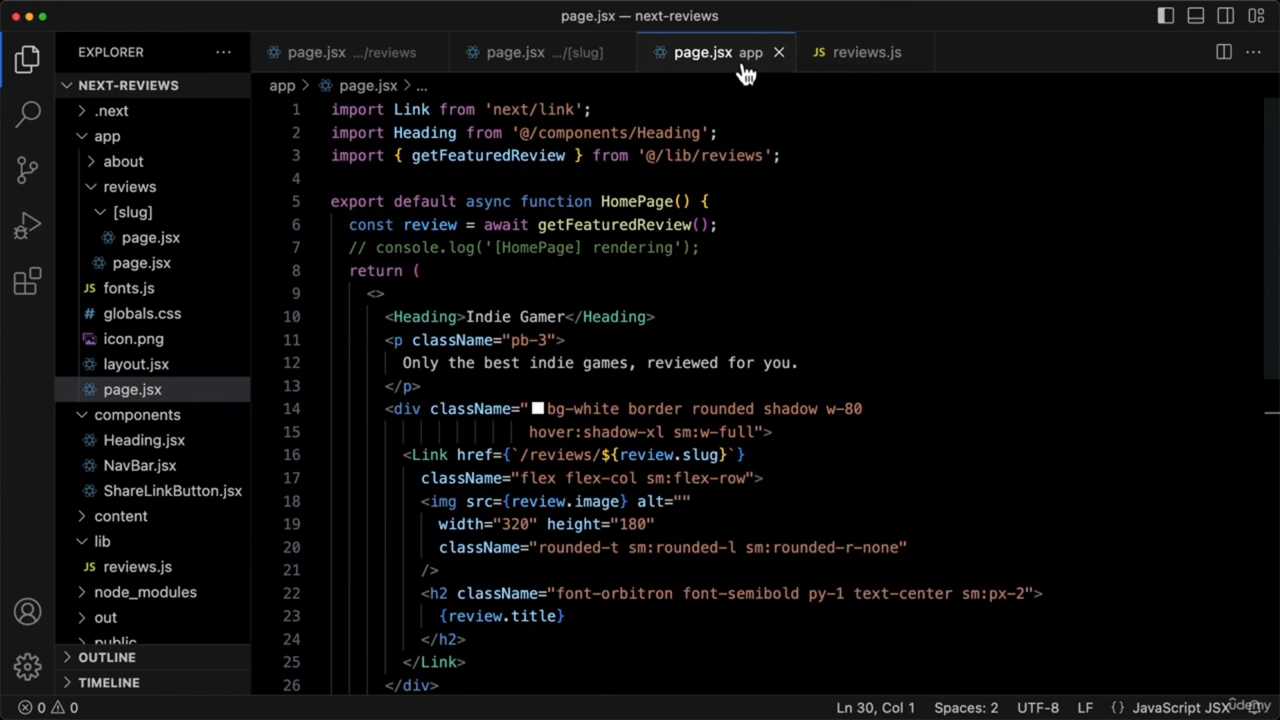 page.jsx — next-reviews
EXPLORER
page.jsx .../reviews
page.jsx .../[slug]
page.jsx app
JS reviews.js
NEXT-REVIEWS
.next
app
about
reviews
[slug]
page.jsx
page.jsx
JS fonts.js
# globals.css
icon.png
layout.jsx
page.jsx
components
Heading.jsx
NavBar.jsx
ShareLinkButton.jsx
content
lib
JS reviews.js
node_modules
out
public
OUTLINE
TIMELINE
app > page.jsx > ...
1 import Link from 'next/link';
2 import Heading from '@/components/Heading';
3 import { getFeaturedReview } from '@/lib/reviews';
4
5 export default async function HomePage() {
6 const review = await getFeaturedReview();
7 // console.log('[HomePage] rendering');
8 return (
9 <>
10 <Heading>Indie Gamer</Heading>
11 <p className="pb-3">
12 Only the best indie games, reviewed for you.
13 </p>
14 <div className="bg-white border rounded shadow w-80
15 hover:shadow-xl sm:w-full">
16 <Link href={`/reviews/${review.slug}`}
17 className="flex flex-col sm:flex-row">
18 <img src={review.image} alt=""
19 width="320" height="180"
20 className="rounded-t sm:rounded-l sm:rounded-r-none"
21 />
22 <h2 className="font-orbitron font-semibold py-1 text-center sm:px-2">
23 {review.title}
24 </h2>
25 </Link>
26 </div>
0 0
Ln 30, Col 1
Spaces: 2
UTF-8
LF
{} JavaScript JSX
udemy